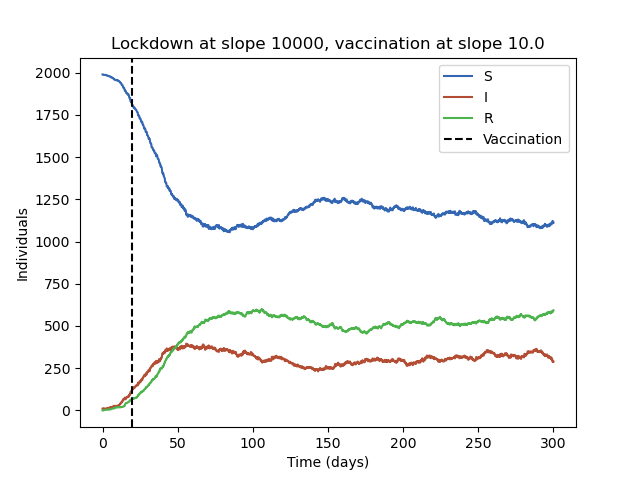 Lockdown at slope 10000, vaccination at slope 10.0
2000
1750
1500
1250
1000
750
500
250
0
Individuals
S
I
R
Vaccination
0 50 100 150 200 250 300
Time (days)